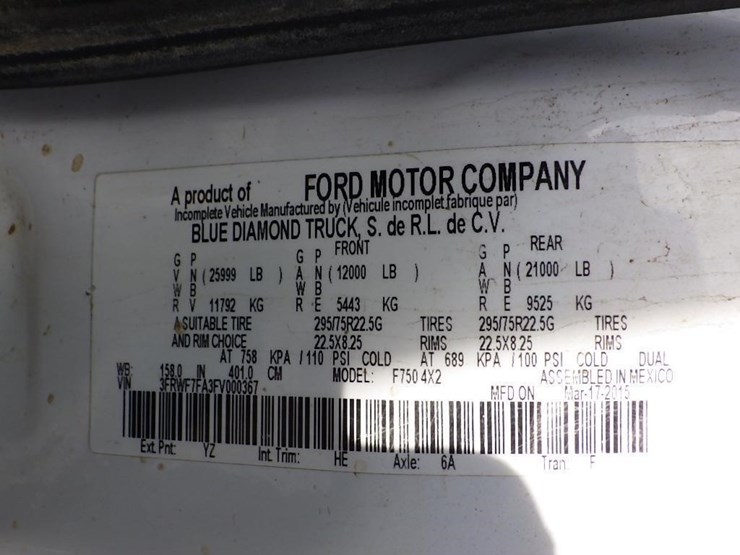 A product of FORD MOTOR COMPANY
Incomplete Vehicle Manufactured by (Vehicule incomplet fabrique par)
BLUE DIAMOND TRUCK, S. de R.L. de C.V.
G P G P FRONT G P REAR
V N ( 25999 LB ) A N ( 12000 LB ) A N ( 21000 LB )
W B W B W B
R V 11792 KG R E 5443 KG R E 9525 KG
A SUITABLE TIRE 295/75R22.5G TIRES 295/75R22.5G TIRES
AND RIM CHOICE 22.5X8.25 RIMS 22.5X8.25 RIMS
AT 758 KPA / 110 PSI COLD AT 689 KPA / 100 PSI COLD DUAL
WB: 158.0 IN 401.0 CM MODEL: F750 4X2 ASSEMBLED IN MEXICO
VIN 3FRWF7FA3FV000367 MFD ON Mar-17-2015
Ext. Pnt: YZ Int. Trim: HE Axle: 6A Tran: F